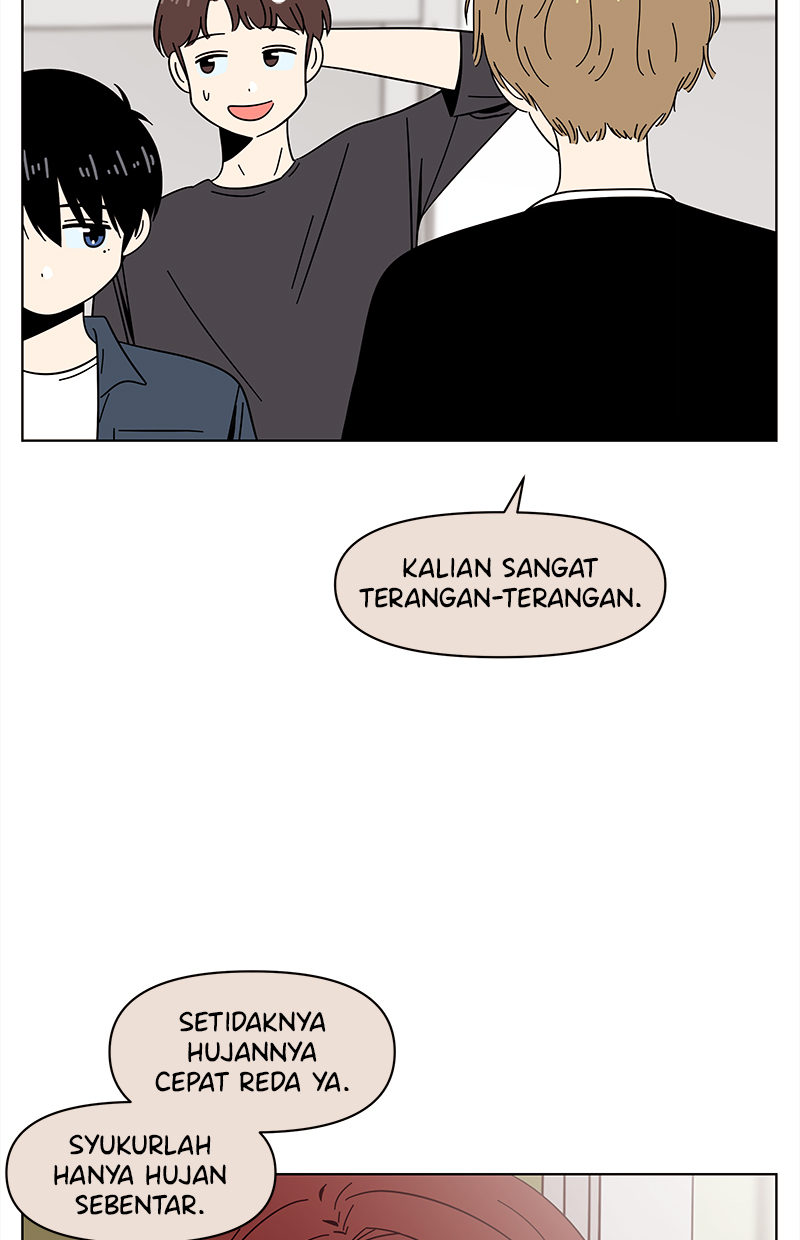 KALIAN SANGAT
TERANGAN-TERANGAN.
SETIDAKNYA
HUJANNYA
CEPAT REDA YA.
SYUKURLAH
HANYA HUJAN
SEBENTAR.